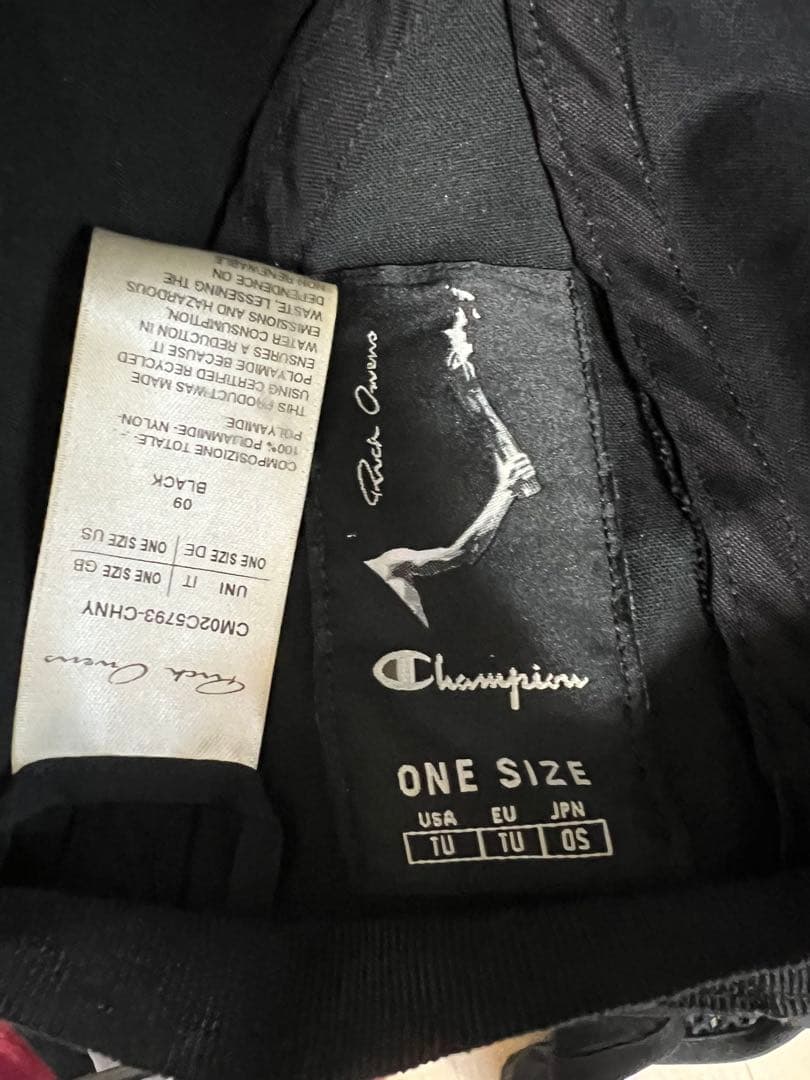 Rick Owens
CM02C5793-CHNY
UNI IT ONE SIZE GB
ONE SIZE DE ONE SIZE US
09
BLACK
COMPOSIZIONE TOTALE-
100% POLIAMMIDE- NYLON-
POLYAMIDE
THIS PRODUCT WAS MADE
USING CERTIFIED RECYCLED
POLYAMIDE BECAUSE IT
ENSURES A REDUCTION IN
WATER CONSUMPTION,
EMISSIONS AND HAZARDOUS
WASTE, LESSENING THE
DEPENDENCE ON
NON-RENEWABLE
Rick Owens
Champion
ONE SIZE
USA EU JPN
TU TU OS